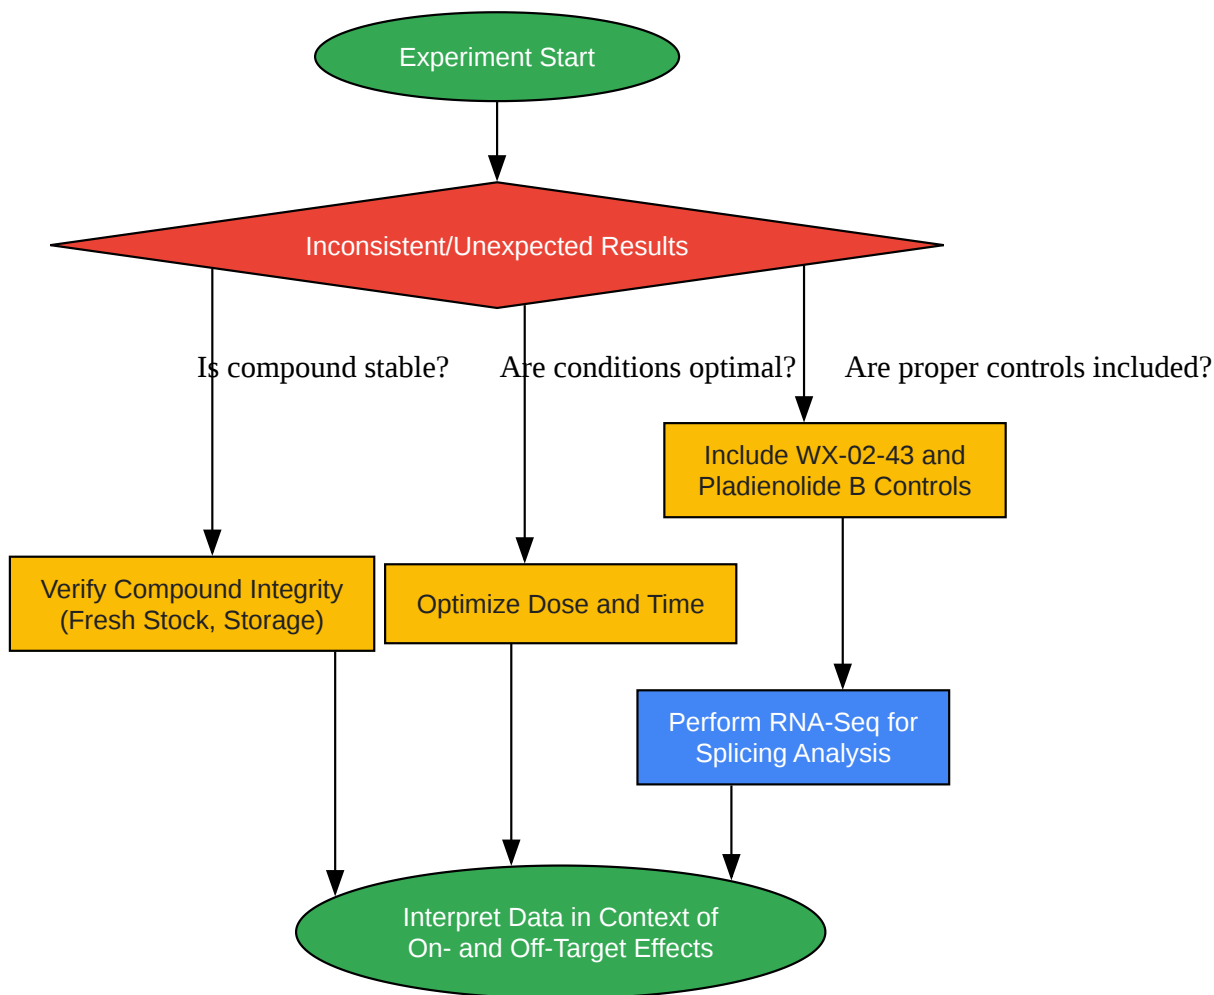 Experiment Start
Inconsistent/Unexpected Results
Is compound stable?
Are conditions optimal?
Are proper controls included?
Include WX-02-43 and
Pladienolide B Controls
Verify Compound Integrity
(Fresh Stock, Storage)
Optimize Dose and Time
Perform RNA-Seq for
Splicing Analysis
Interpret Data in Context of
On- and Off-Target Effects